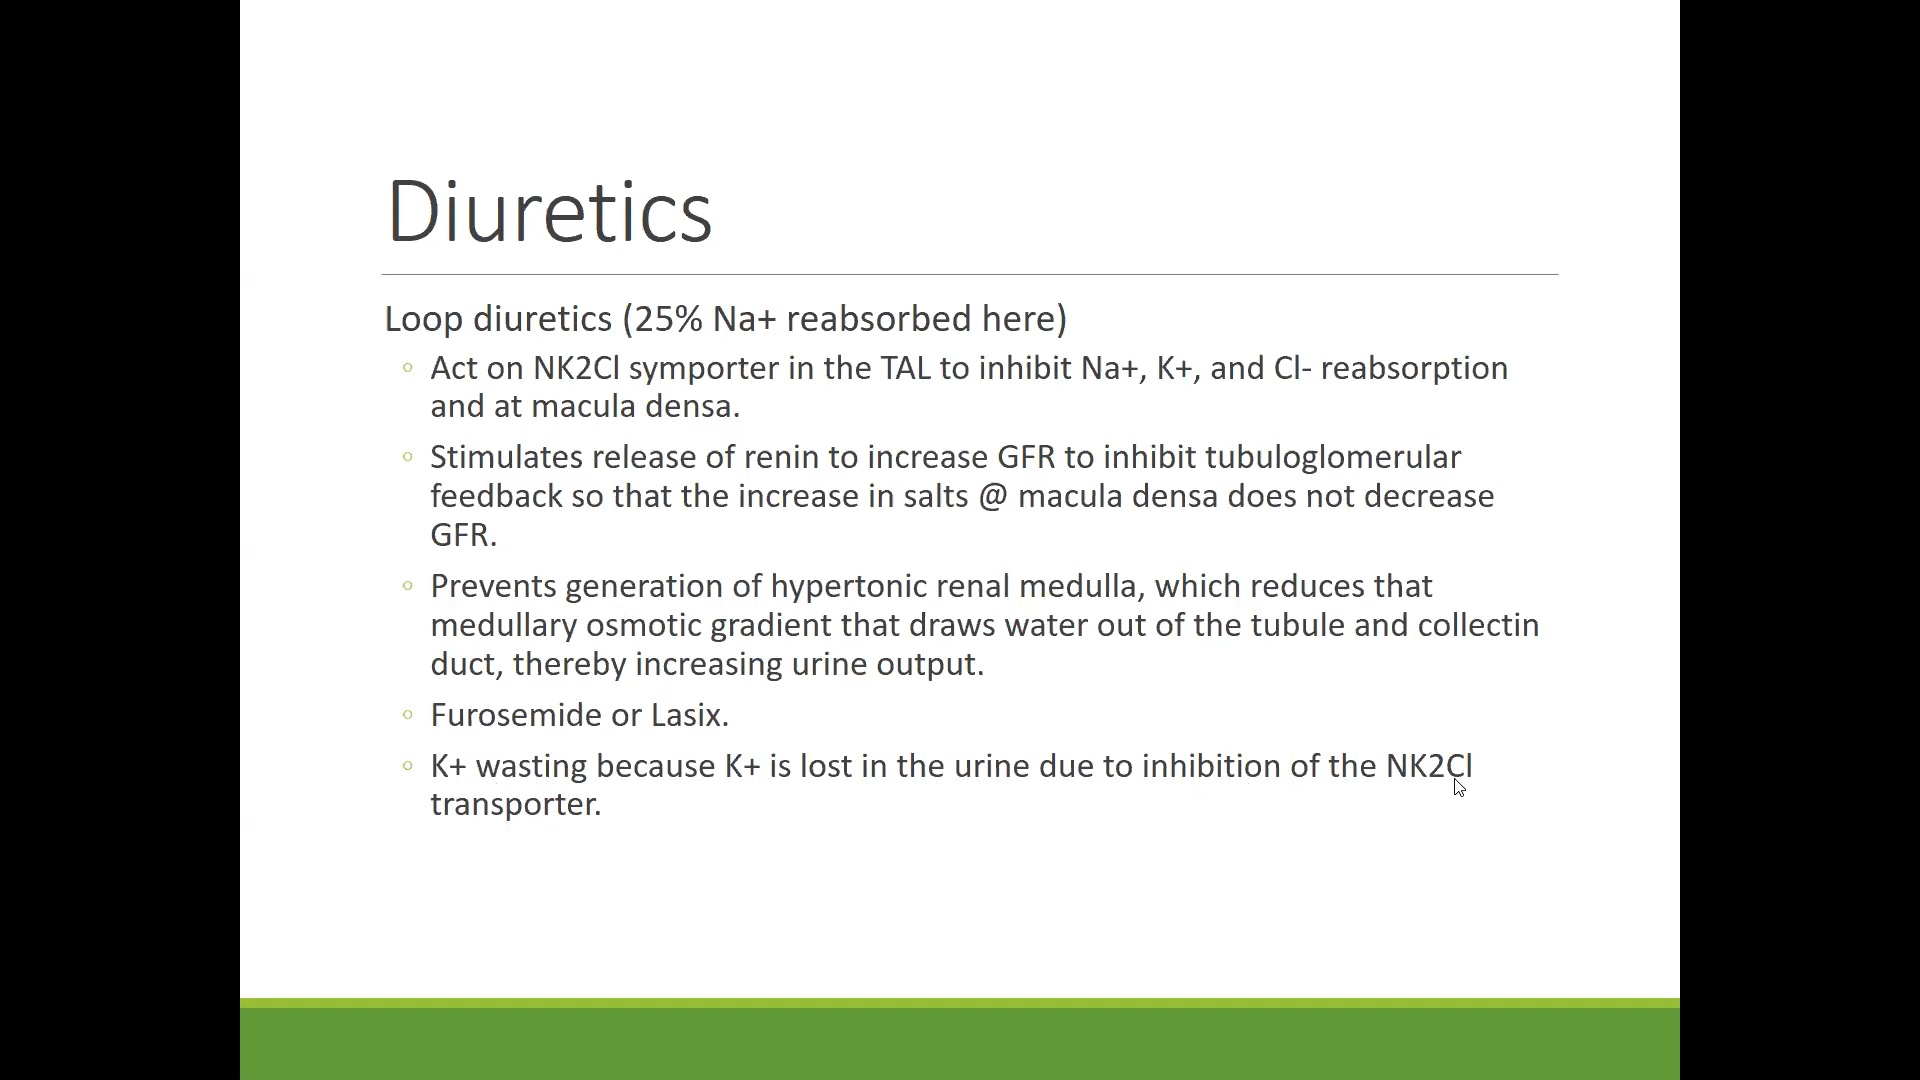 Diuretics
Loop diuretics (25% Na+ reabsorbed here)
◦ Act on NK2Cl symporter in the TAL to inhibit Na+, K+, and Cl- reabsorption
and at macula densa.
◦ Stimulates release of renin to increase GFR to inhibit tubuloglomerular
feedback so that the increase in salts @ macula densa does not decrease
GFR.
◦ Prevents generation of hypertonic renal medulla, which reduces that
medullary osmotic gradient that draws water out of the tubule and collectin
duct, thereby increasing urine output.
◦ Furosemide or Lasix.
◦ K+ wasting because K+ is lost in the urine due to inhibition of the NK2Cl
transporter.